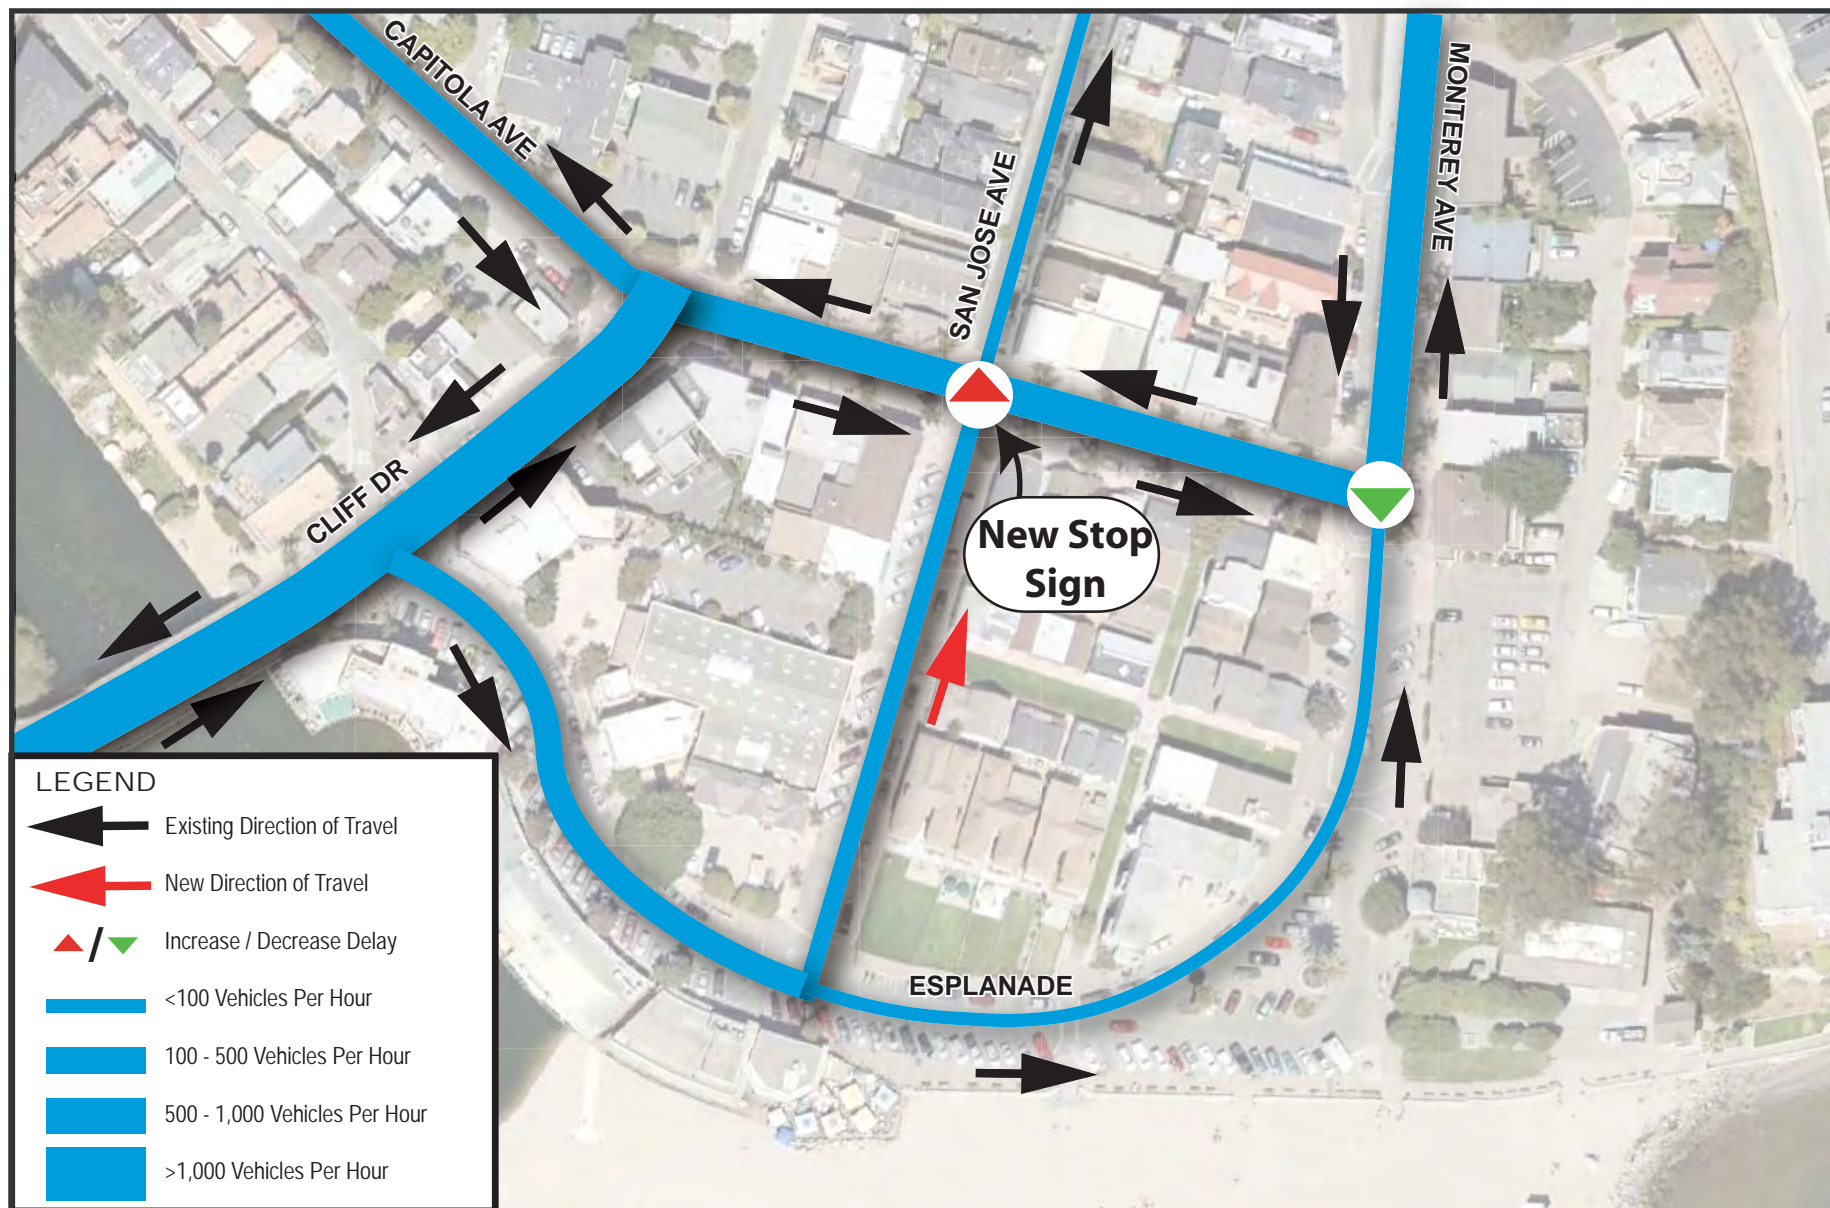 CAPITOLA AVE
SAN JOSE AVE
MONTEREY AVE
CLIFF DR
New Stop
Sign
ESPLANADE
LEGEND
Existing Direction of Travel
New Direction of Travel
/ Increase / Decrease Delay
<100 Vehicles Per Hour
100 - 500 Vehicles Per Hour
500 - 1,000 Vehicles Per Hour
>1,000 Vehicles Per Hour